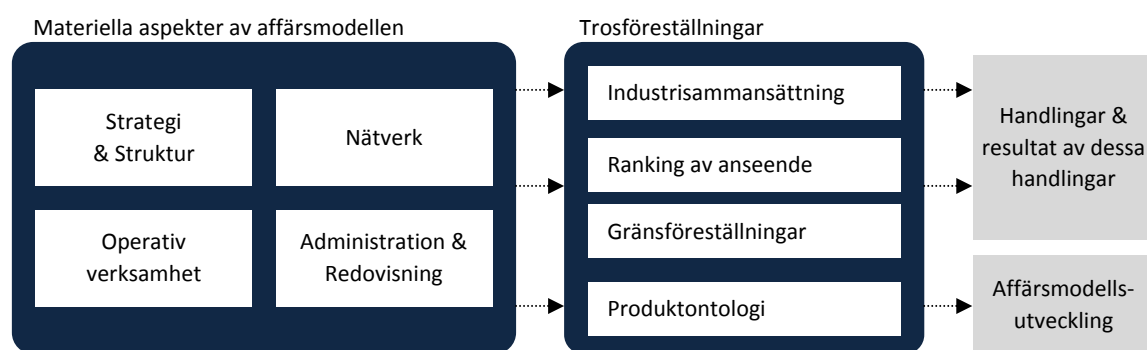 Materiella aspekter av affärsmodellen
Trosföreställningar
Strategi
& Struktur
Nätverk
Operativ
verksamhet
Administration &
Redovisning
Industrisammansättning
Ranking av anseende
Gränsföreställningar
Produktontologi
Handlingar &
resultat av dessa
handlingar
Affärsmodells-
utveckling